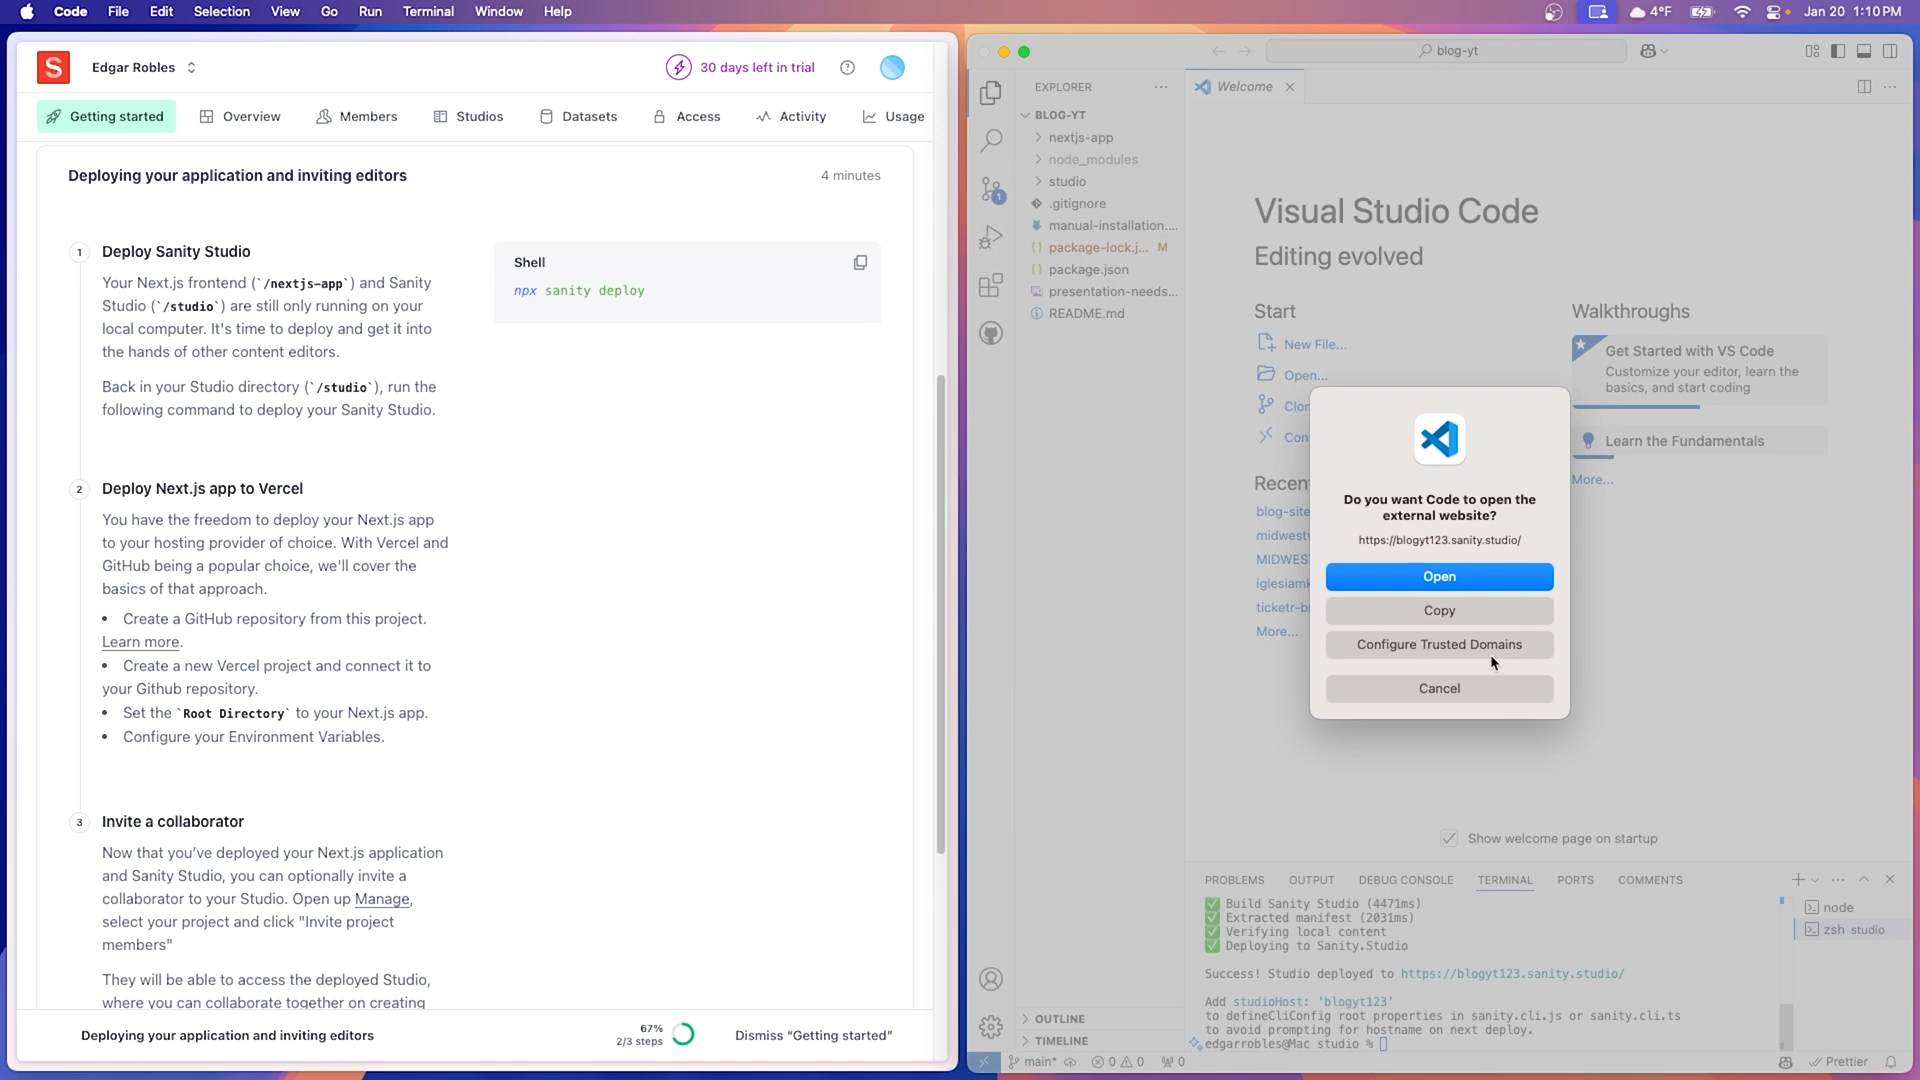 Code File Edit Selection View Go Run Terminal Window Help
4°F
Jan 20 1:10 PM
S
Edgar Robles
30 days left in trial
Getting started
Overview
Members
Studios
Datasets
Access
Activity
Usage
Deploying your application and inviting editors
4 minutes
1
Deploy Sanity Studio
Your Next.js frontend (`/nextjs-app`) and Sanity
Studio (`/studio`) are still only running on your
local computer. It's time to deploy and get it into
the hands of other content editors.
Back in your Studio directory (`/studio`), run the
following command to deploy your Sanity Studio.
Shell
npx sanity deploy
2
Deploy Next.js app to Vercel
You have the freedom to deploy your Next.js app
to your hosting provider of choice. With Vercel and
GitHub being a popular choice, we'll cover the
basics of that approach.
• Create a GitHub repository from this project.
Learn more.
• Create a new Vercel project and connect it to
your Github repository.
• Set the `Root Directory` to your Next.js app.
• Configure your Environment Variables.
3
Invite a collaborator
Now that you've deployed your Next.js application
and Sanity Studio, you can optionally invite a
collaborator to your Studio. Open up Manage,
select your project and click "Invite project
members"
They will be able to access the deployed Studio,
where you can collaborate together on creating
Deploying your application and inviting editors
67%
2/3 steps
Dismiss “Getting started”
blog-yt
EXPLORER
BLOG-YT
nextjs-app
node_modules
studio
.gitignore
manual-installation....
package-lock.j... M
package.json
presentation-needs...
README.md
1
OUTLINE
TIMELINE
Welcome
Visual Studio Code
Editing evolved
Start
New File...
Open...
Clon
Con
Recen
blog-site
midwestv
MIDWES
iglesiamk
ticketr-b
More...
Walkthroughs
Get Started with VS Code
Customize your editor, learn the
basics, and start coding
Learn the Fundamentals
More...
Do you want Code to open the
external website?
https://blogyt123.sanity.studio/
Open
Copy
Configure Trusted Domains
Cancel
Show welcome page on startup
PROBLEMS OUTPUT DEBUG CONSOLE TERMINAL PORTS COMMENTS
Build Sanity Studio (4471ms)
Extracted manifest (2031ms)
Verifying local content
Deploying to Sanity.Studio
Success! Studio deployed to https://blogyt123.sanity.studio/
Add studioHost: 'blogyt123'
to defineCliConfig root properties in sanity.cli.js or sanity.cli.ts
to avoid prompting for hostname on next deploy.
edgarrobles@Mac studio %
node
zsh studio
main*
0 0
0
Prettier